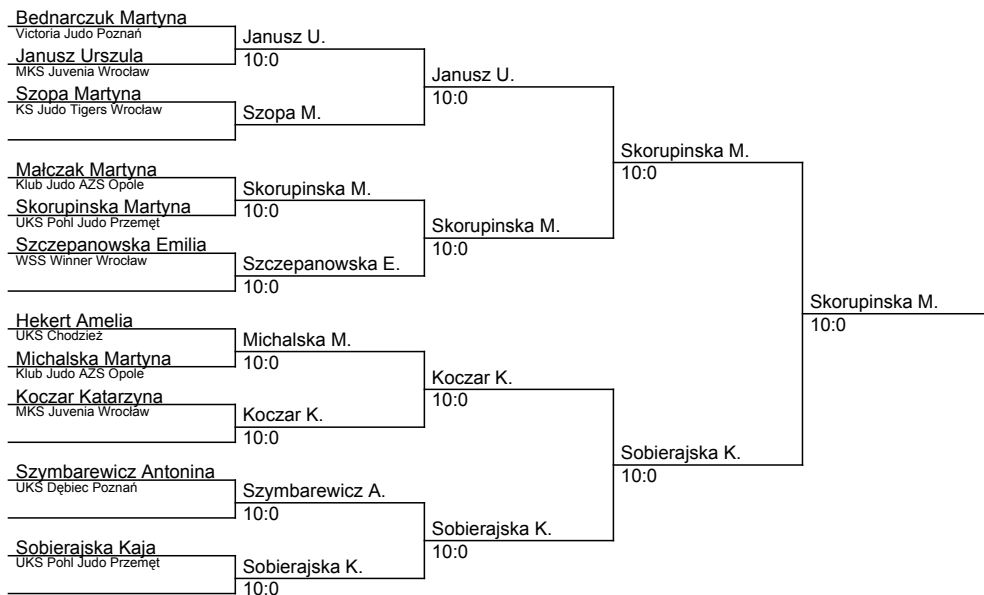 Bednarczuk Martyna
Victoria Judo Poznań
Janusz Urszula
MKS Juvenia Wrocław
Szopa Martyna
KS Judo Tigers Wrocław
Małczak Martyna
Klub Judo AZS Opole
Skorupinska Martyna
UKS Pohl Judo Przemęt
Szczepanowska Emilia
WSS Winner Wrocław
Hekert Amelia
UKS Chodzież
Michalska Martyna
Klub Judo AZS Opole
Koczar Katarzyna
MKS Juvenia Wrocław
Szymbarewicz Antonina
UKS Dębiec Poznań
Sobierajska Kaja
UKS Pohl Judo Przemęt
Janusz U.
10:0
Szopa M.
Skorupinska M.
10:0
Szczepanowska E.
10:0
Michalska M.
10:0
Koczar K.
10:0
Szymbarewicz A.
10:0
Sobierajska K.
10:0
Janusz U.
10:0
Skorupinska M.
10:0
Koczar K.
10:0
Sobierajska K.
10:0
Skorupinska M.
10:0
Sobierajska K.
10:0
Skorupinska M.
10:0